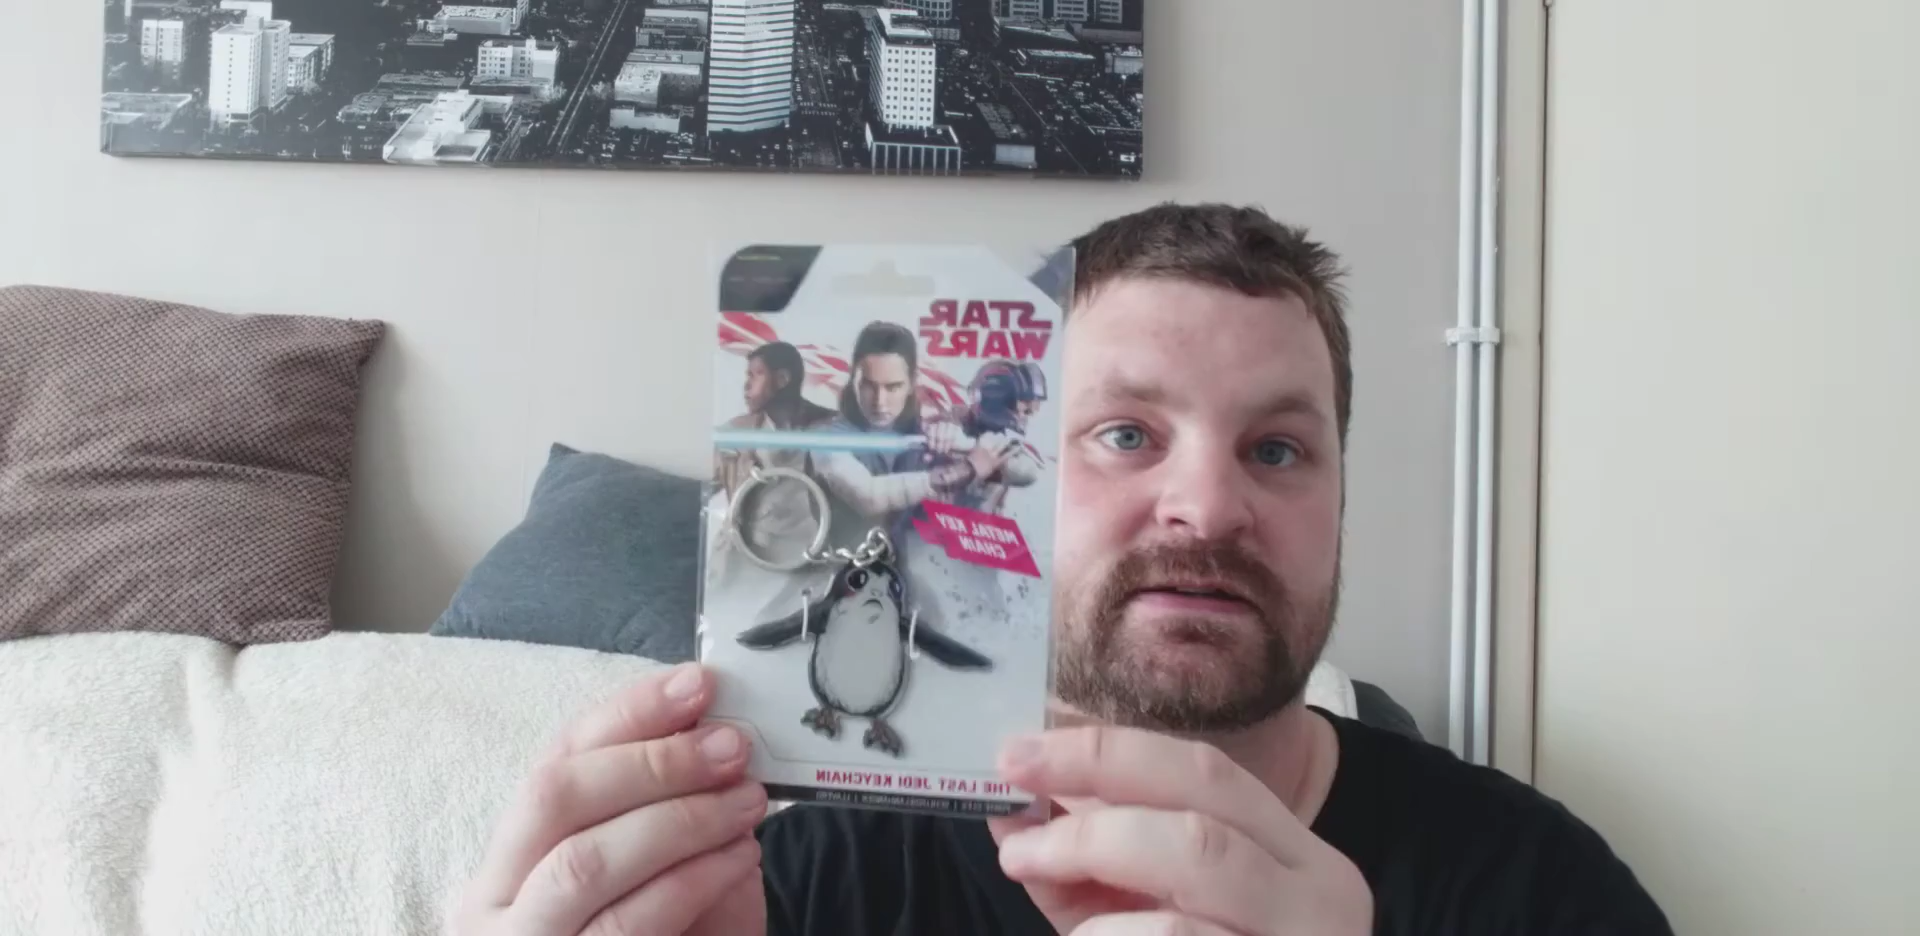 STAR
WARS
METAL KEY
CHAIN
THE LAST JEDI KEYCHAIN